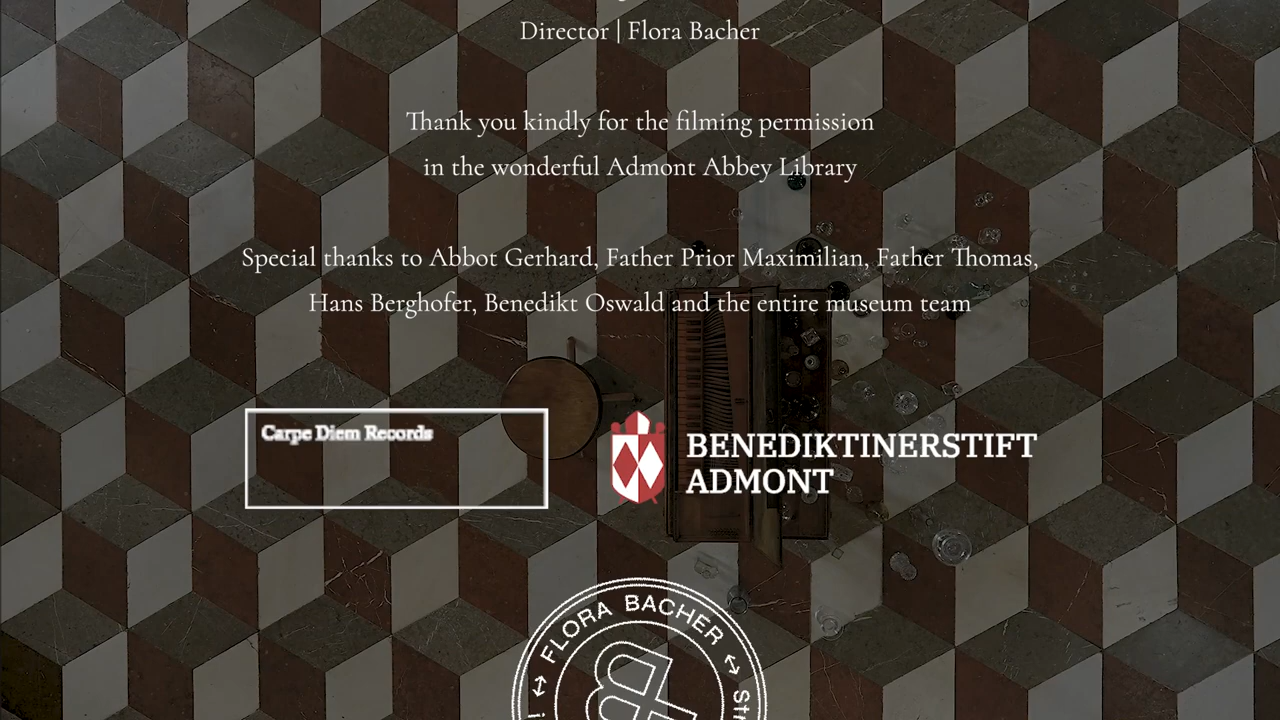 Director | Flora Bacher
Thank you kindly for the filming permission
in the wonderful Admont Abbey Library
Special thanks to Abbot Gerhard, Father Prior Maximilian, Father Thomas,
Hans Berghofer, Benedikt Oswald and the entire museum team
Carpe Diem Records
BENEDIKTINERSTIFT
ADMONT
FLORA BACHER